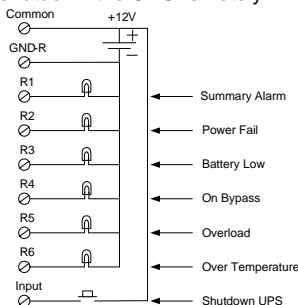 Common
+12V
+
GND-R
−
R1
Summary Alarm
R2
Power Fail
R3
Battery Low
R4
On Bypass
R5
Overload
R6
Over Temperature
Input
Shutdown UPS